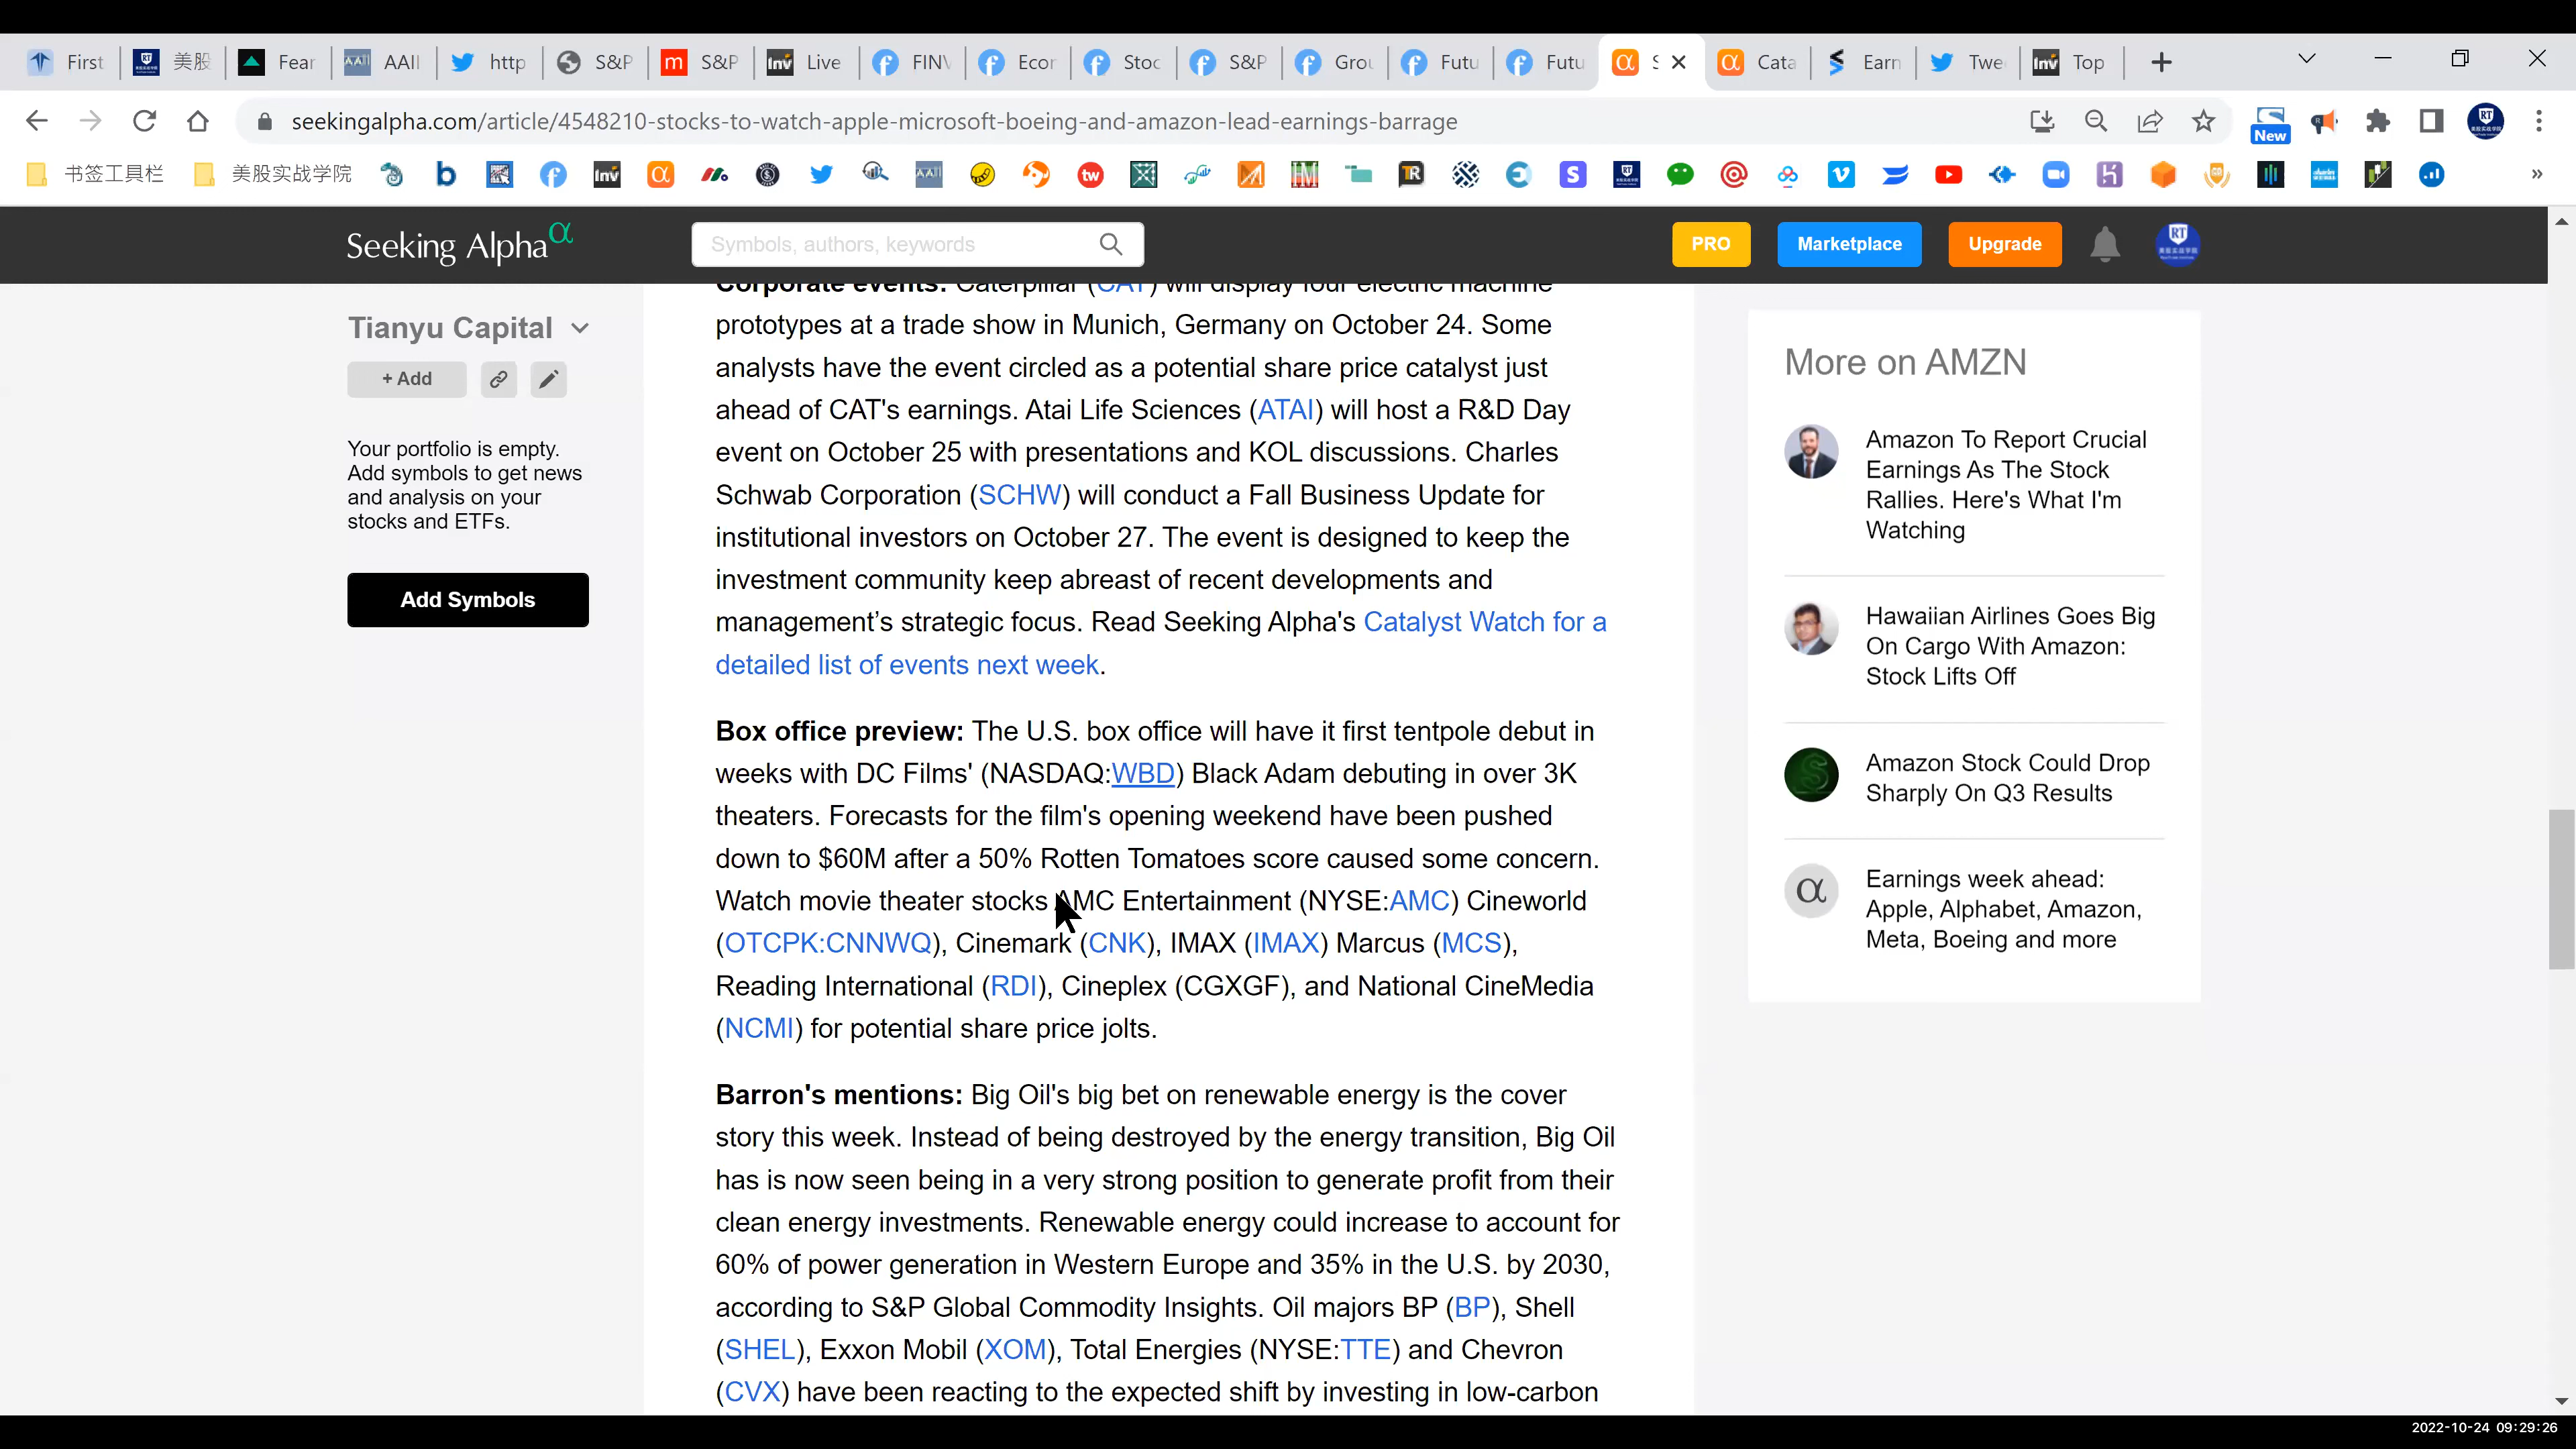 First
美股
Fear
AAII
http
S&P
S&P
Live
FINV
Ecor
Stoc
S&P
Grou
Futu
Futu
S
Cata
Earn
Twe
Top
seekingalpha.com/article/4548210-stocks-to-watch-apple-microsoft-boeing-and-amazon-lead-earnings-barrage
New
书签工具栏
美股实战学院
Seeking Alpha α
Symbols, authors, keywords
PRO
Marketplace
Upgrade
Tianyu Capital
+ Add
Your portfolio is empty.
Add symbols to get news
and analysis on your
stocks and ETFs.
Add Symbols
Corporate events: Caterpillar (CAT) will display four electric machine
prototypes at a trade show in Munich, Germany on October 24. Some
analysts have the event circled as a potential share price catalyst just
ahead of CAT's earnings. Atai Life Sciences (ATAI) will host a R&D Day
event on October 25 with presentations and KOL discussions. Charles
Schwab Corporation (SCHW) will conduct a Fall Business Update for
institutional investors on October 27. The event is designed to keep the
investment community keep abreast of recent developments and
management’s strategic focus. Read Seeking Alpha's Catalyst Watch for a
detailed list of events next week.
Box office preview: The U.S. box office will have it first tentpole debut in
weeks with DC Films' (NASDAQ:WBD) Black Adam debuting in over 3K
theaters. Forecasts for the film's opening weekend have been pushed
down to $60M after a 50% Rotten Tomatoes score caused some concern.
Watch movie theater stocks AMC Entertainment (NYSE:AMC) Cineworld
(OTCPK:CNNWQ), Cinemark (CNK), IMAX (IMAX) Marcus (MCS),
Reading International (RDI), Cineplex (CGXGF), and National CineMedia
(NCMI) for potential share price jolts.
Barron's mentions: Big Oil's big bet on renewable energy is the cover
story this week. Instead of being destroyed by the energy transition, Big Oil
has is now seen being in a very strong position to generate profit from their
clean energy investments. Renewable energy could increase to account for
60% of power generation in Western Europe and 35% in the U.S. by 2030,
according to S&P Global Commodity Insights. Oil majors BP (BP), Shell
(SHEL), Exxon Mobil (XOM), Total Energies (NYSE:TTE) and Chevron
(CVX) have been reacting to the expected shift by investing in low-carbon
More on AMZN
Amazon To Report Crucial
Earnings As The Stock
Rallies. Here's What I'm
Watching
Hawaiian Airlines Goes Big
On Cargo With Amazon:
Stock Lifts Off
Amazon Stock Could Drop
Sharply On Q3 Results
Earnings week ahead:
Apple, Alphabet, Amazon,
Meta, Boeing and more
2022-10-24 09:29:26